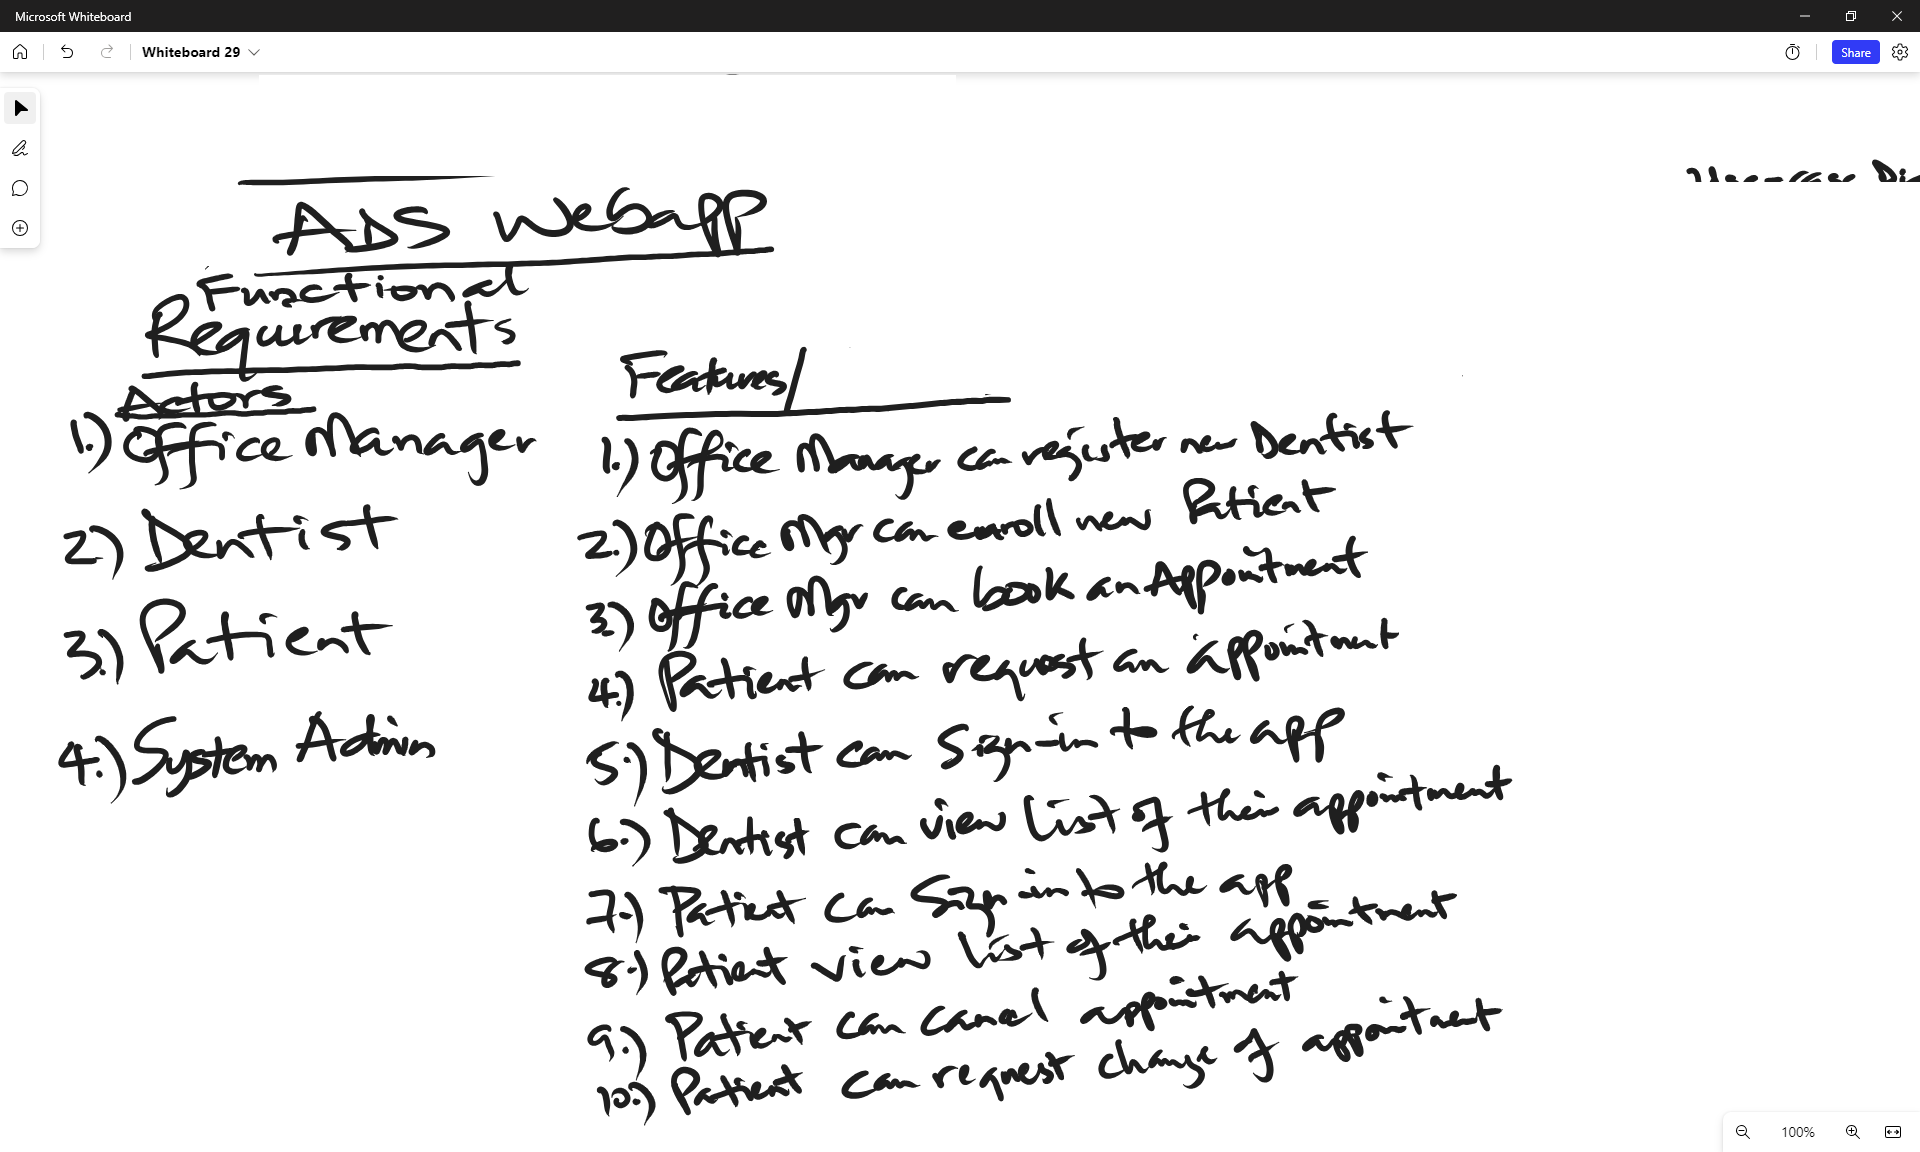 Microsoft Whiteboard
Whiteboard 29
Share
Use-case Di
ADS Webapp
Functional
Requirements
Actors
1.) Office Manager
2.) Dentist
3.) Patient
4.) System Admin
Features/
1.) Office Manager can register new Dentist
2.) Office Mgr can enroll new Patient
3.) Office Mgr can book an Appointment
4.) Patient can request an appointment
5.) Dentist can Sign-in to the app
6.) Dentist can view list of their appointment
7.) Patient can Sign in to the app
8.) Patient view list of their appointment
9.) Patient can cancel appointment
10.) Patient can request change of appointment
100%